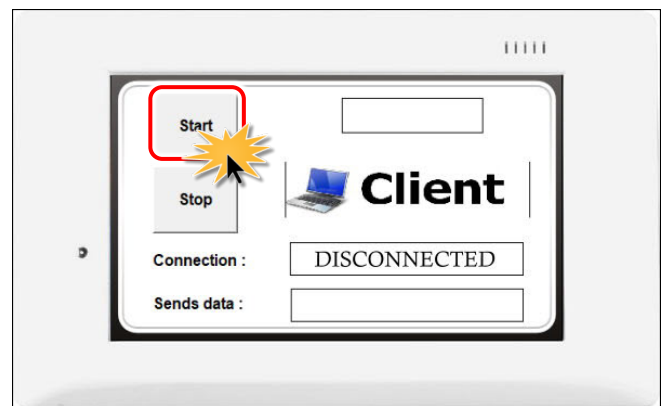 Start
Client
Stop
Connection : DISCONNECTED
Sends data :